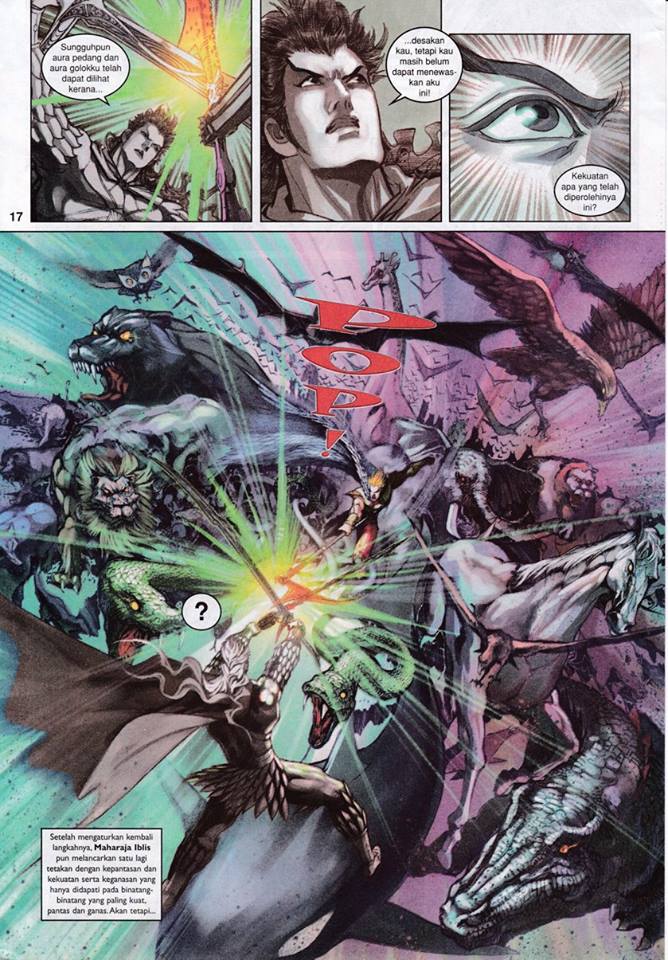 Sungguhpun
aura pedang dan
aura golokku telah
dapat dilihat
kerana...
...desakan
kau, tetapi kau
masih belum
dapat menewas-
kan aku
ini!
Kekuatan
apa yang telah
diperolehinya
ini?
17
POP!
?
Setelah mengaturkan kembali
langkahnya, Maharaja Iblis
pun melancarkan satu lagi
tetakan dengan kepantasan dan
kekuatan serta keganasan yang
hanya didapati pada binatang-
binatang yang paling kuat,
pantas dan ganas. Akan tetapi...